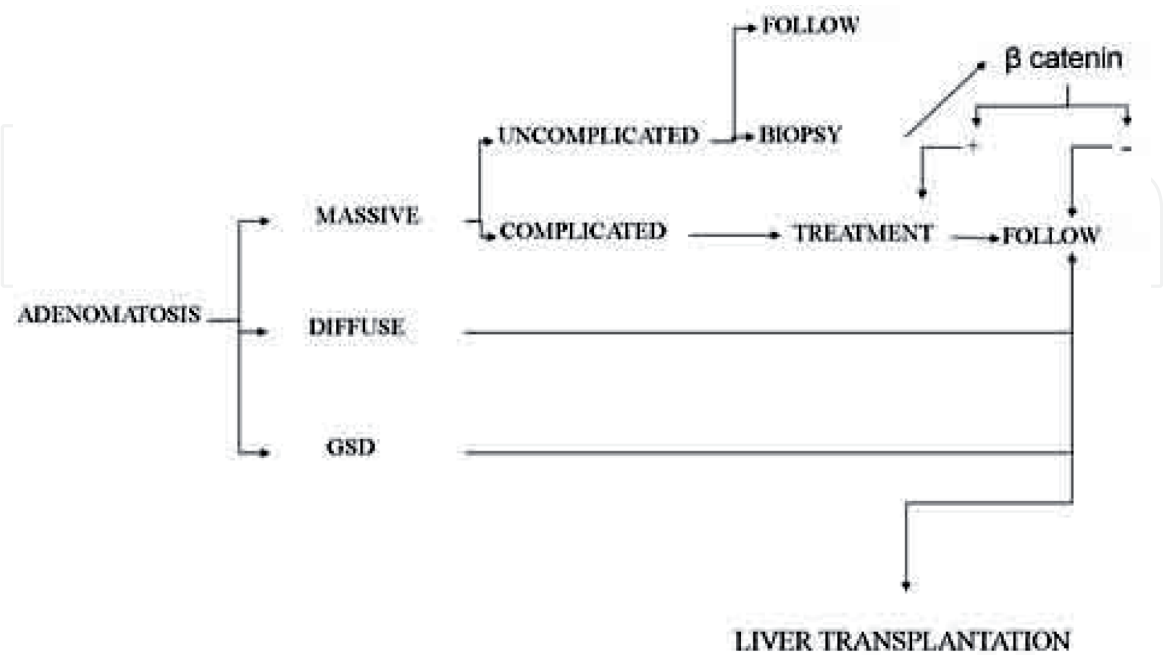 FOLLOW
β catenin
UNCOMPLICATED
BIOPSY
+
-
MASSIVE
COMPLICATED
TREATMENT
FOLLOW
ADENOMATOSIS
DIFFUSE
GSD
LIVER TRANSPLANTATION